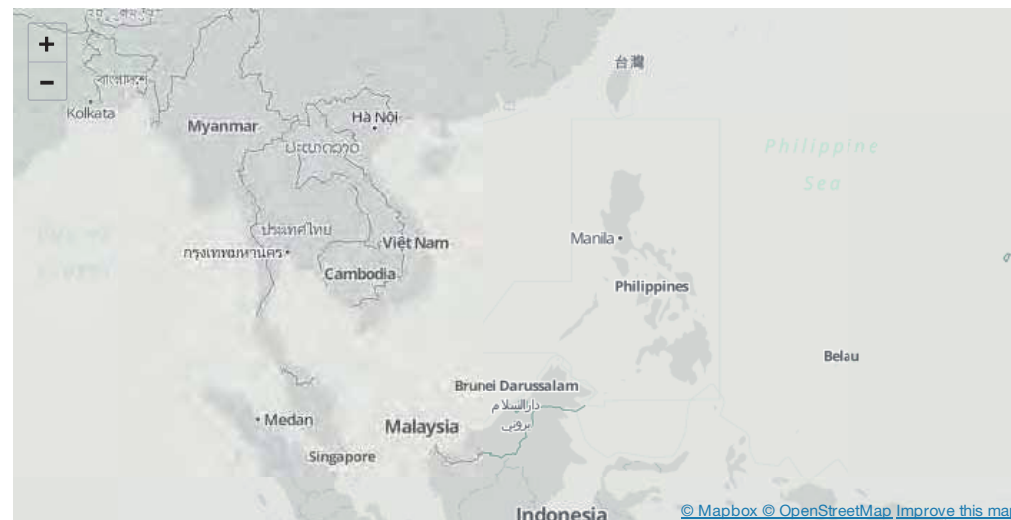 +
−
台灣
বাংলাদেশ
Kolkata
Myanmar
Hà Nội
ປະເທດລາວ
Philippine
Sea
ประเทศไทย
Manila
Việt Nam
กรุงเทพมหานคร
Cambodia
Philippines
Belau
Brunei Darussalam
دارالسلام
بروني
Medan
Malaysia
Singapore
Indonesia
© Mapbox © OpenStreetMap Improve this map